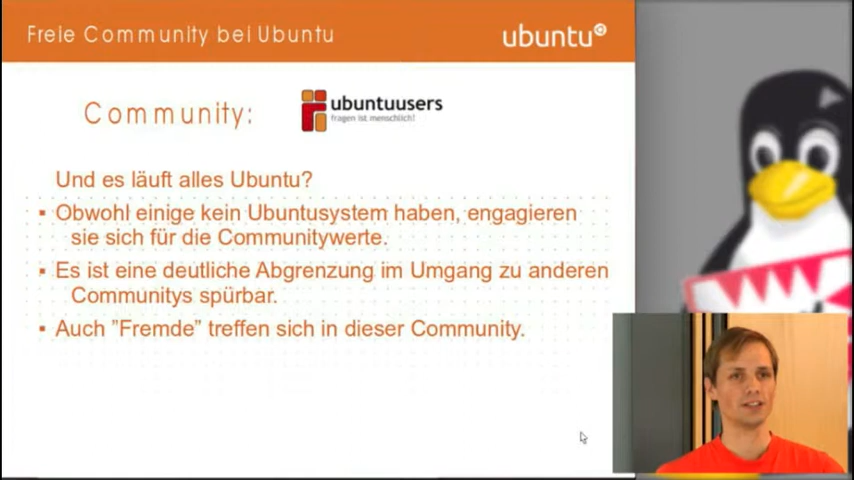 Freie Community bei Ubuntu
ubuntu
Community:
ubuntuusers
fragen ist menschlich!
Und es läuft alles Ubuntu?
▪ Obwohl einige kein Ubuntusystem haben, engagieren
sie sich für die Communitywerte.
▪ Es ist eine deutliche Abgrenzung im Umgang zu anderen
Communitys spürbar.
▪ Auch ”Fremde” treffen sich in dieser Community.